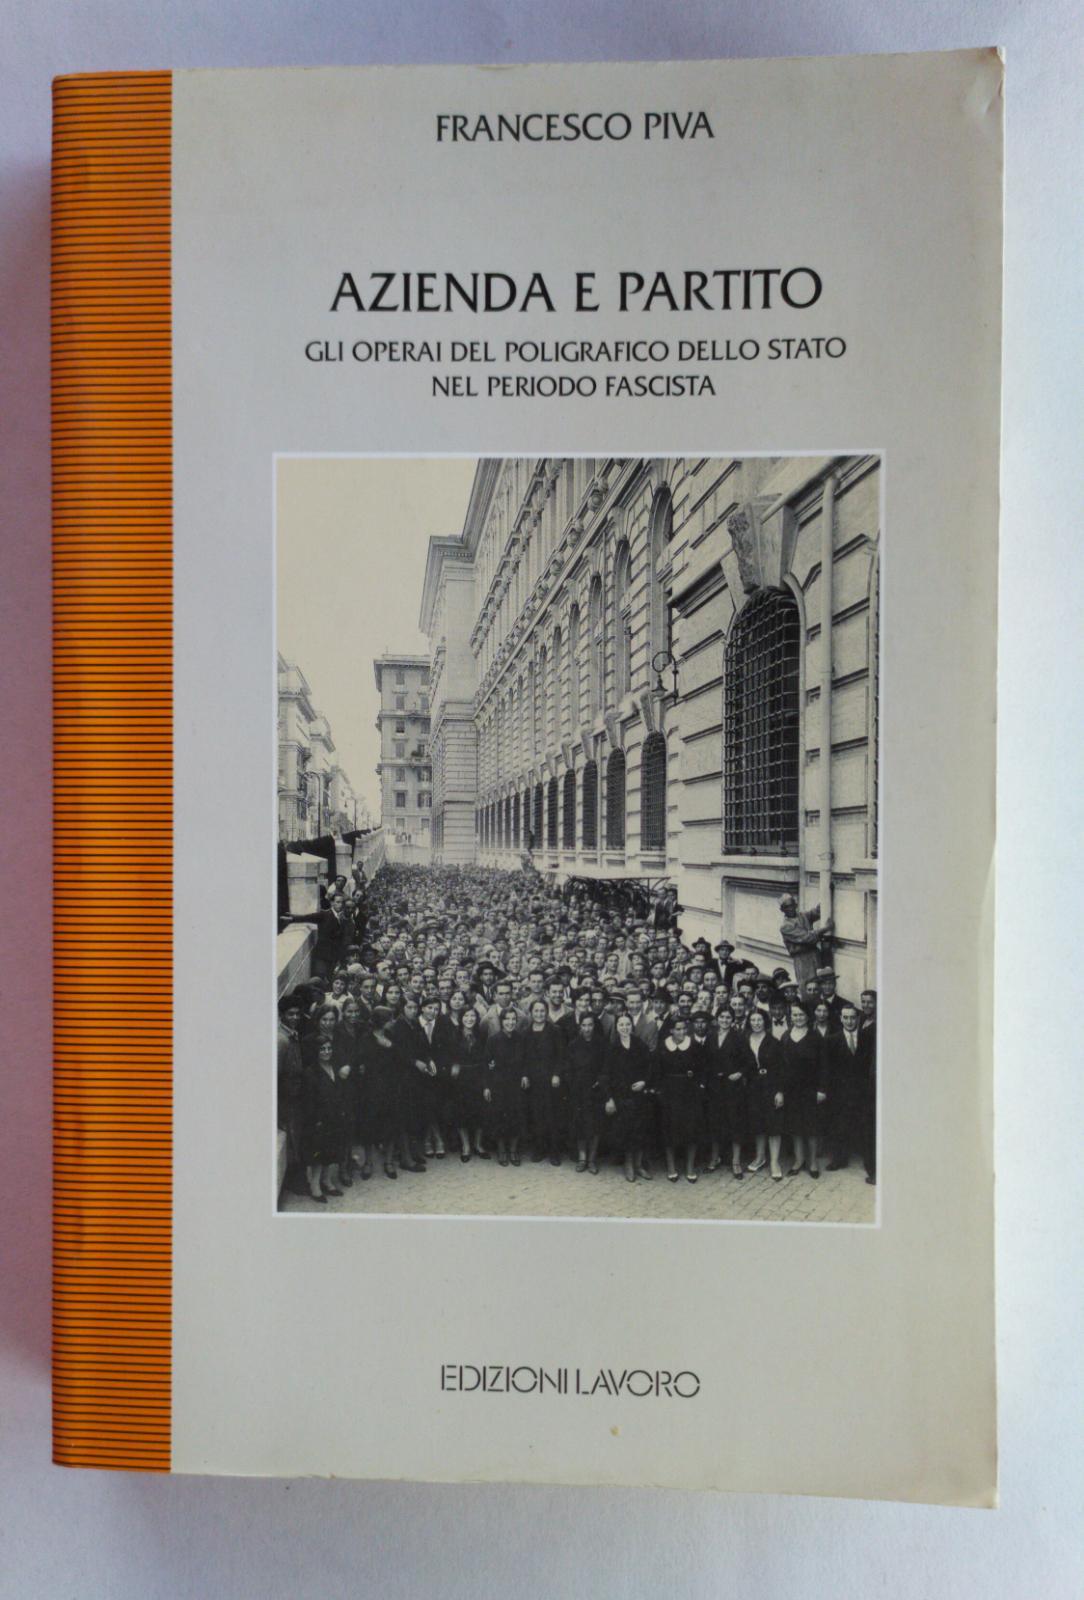 FRANCESCO PIVA
AZIENDA E PARTITO
GLI OPERAI DEL POLIGRAFICO DELLO STATO
NEL PERIODO FASCISTA
EDIZIONI LAVORO